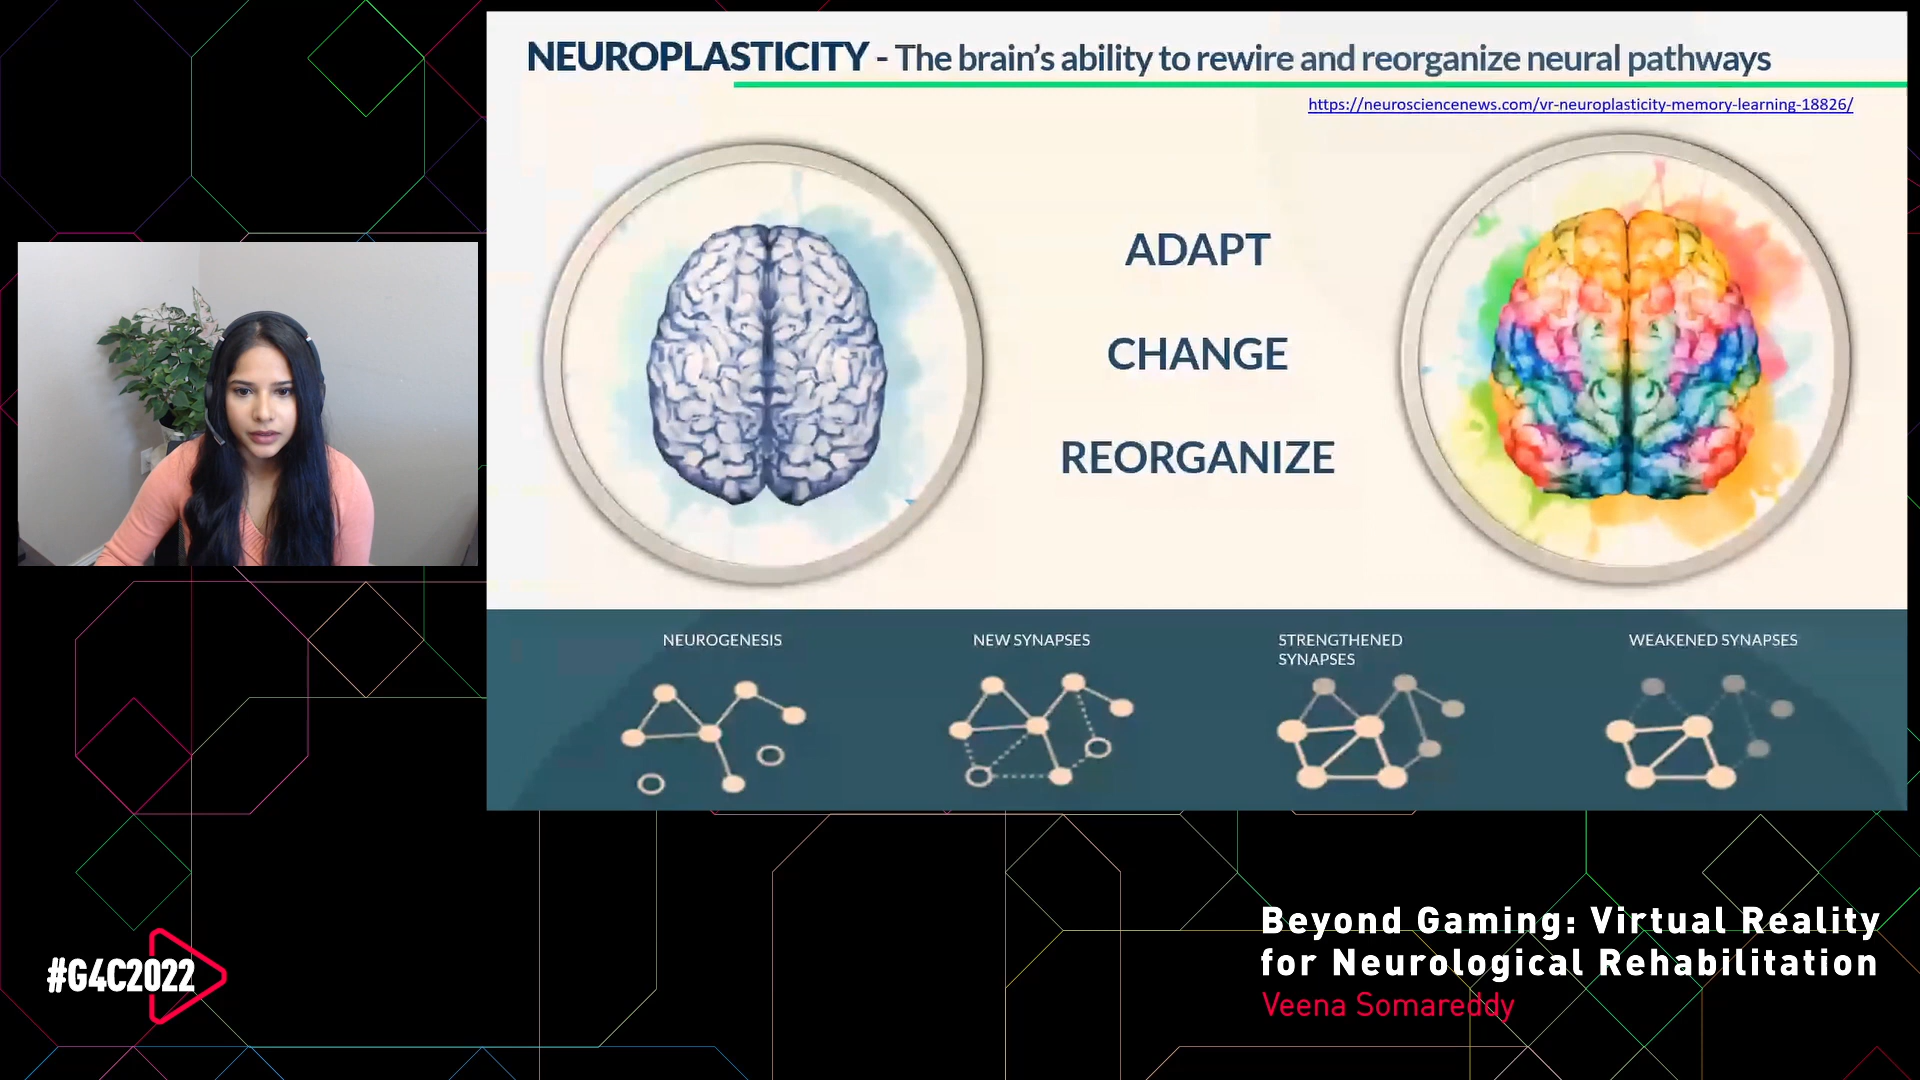 NEUROPLASTICITY - The brain's ability to rewire and reorganize neural pathways
https://neurosciencenews.com/vr-neuroplasticity-memory-learning-18826/
ADAPT
CHANGE
REORGANIZE
NEUROGENESIS
NEW SYNAPSES
STRENGTHENED
SYNAPSES
WEAKENED SYNAPSES
#G4C2022
Beyond Gaming: Virtual Reality
for Neurological Rehabilitation
Veena Somareddy